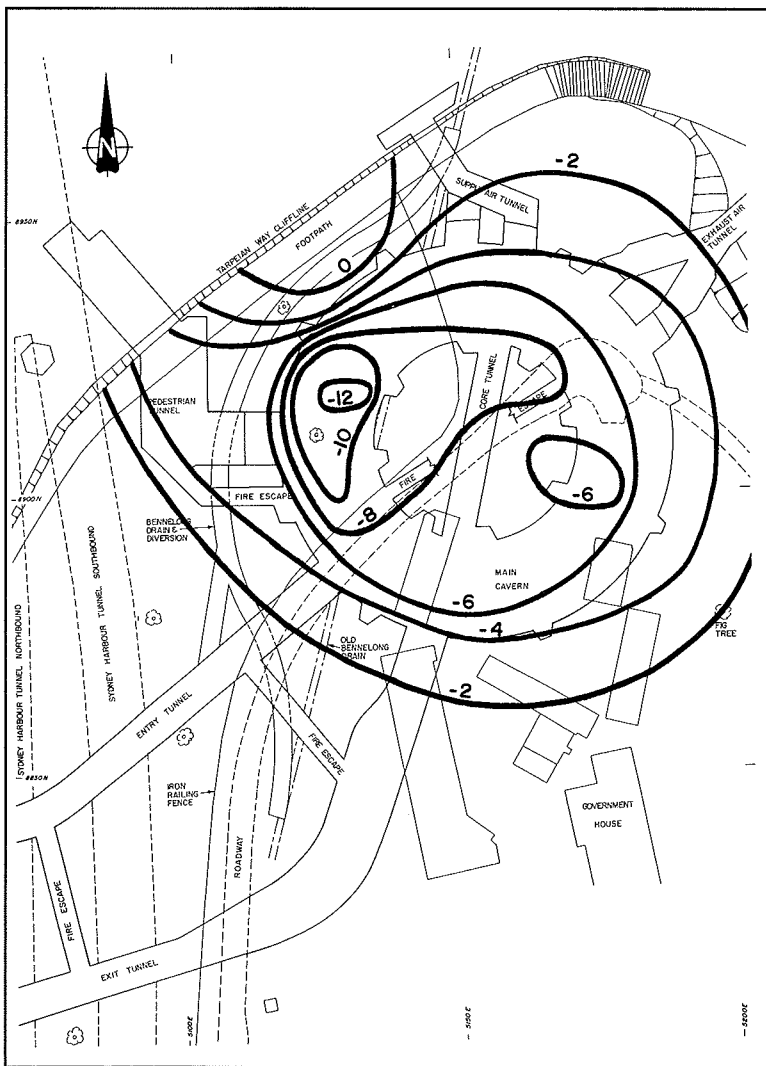 N
-2
SUPPLY AIR TUNNEL
EXHAUST AIR
TUNNEL
8950N
TARPEIAN WAY CLIFFLINE
FOOTPATH
0
-12
-10
CORE TUNNEL
ESCAPE
PEDESTRIAN
TUNNEL
-8
FIRE
-6
8900N
FIRE ESCAPE
BENNELONG
DRAIN &
DIVERSION
MAIN
CAVERN
-6
-4
-2
OLD
BENNELONG
DRAIN
FIG
TREE
SYDNEY HARBOUR TUNNEL NORTHBOUND
SYDNEY HARBOUR TUNNEL SOUTHBOUND
ENTRY TUNNEL
FIRE ESCAPE
8850N
IRON
RAILING
FENCE
GOVERNMENT
HOUSE
ROADWAY
FIRE ESCAPE
EXIT TUNNEL
5100E
5150E
5200E